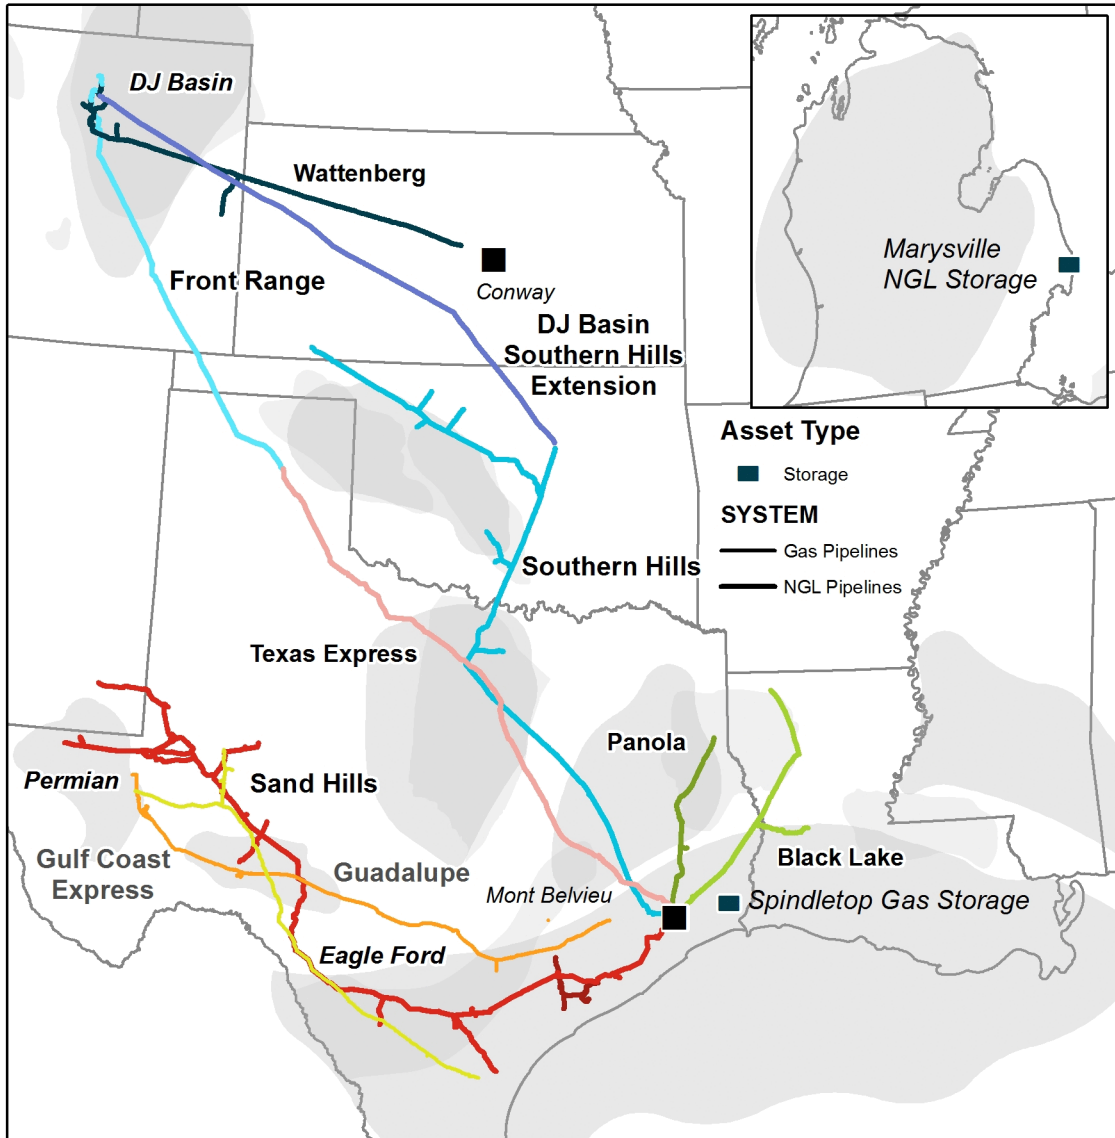 DJ Basin
Wattenberg
Front Range
Conway
DJ Basin
Southern Hills
Extension
Marysville
NGL Storage
Asset Type
Storage
SYSTEM
Gas Pipelines
NGL Pipelines
Southern Hills
Texas Express
Panola
Permian
Sand Hills
Gulf Coast
Express
Guadalupe
Black Lake
Mont Belvieu
Spindletop Gas Storage
Eagle Ford